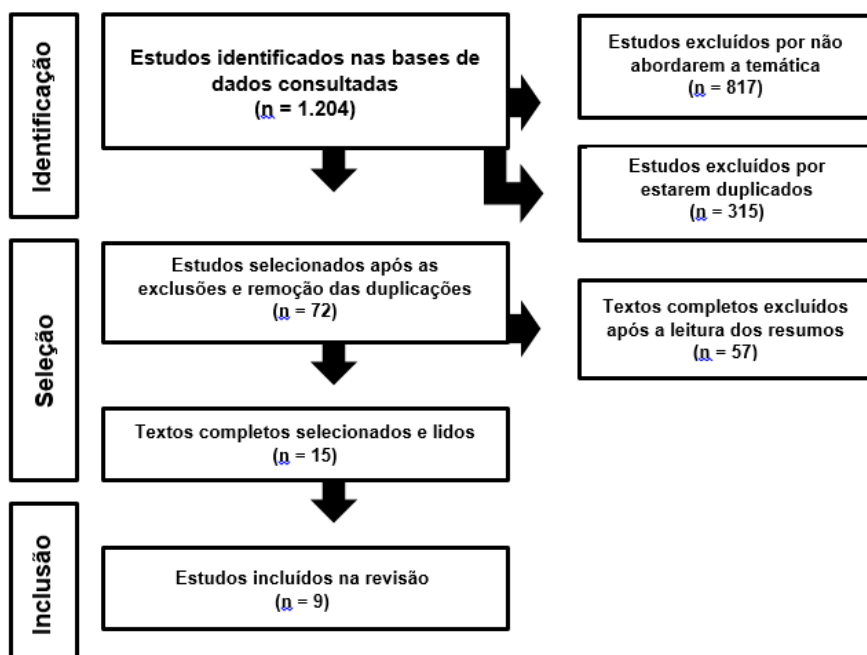 Identificação
Estudos identificados nas bases de
dados consultadas
(n = 1.204)
Estudos excluídos por não
abordarem a temática
(n = 817)
Estudos excluídos por
estarem duplicados
(n = 315)
Seleção
Estudos selecionados após as
exclusões e remoção das duplicações
(n = 72)
Textos completos excluídos
após a leitura dos resumos
(n = 57)
Textos completos selecionados e lidos
(n = 15)
Inclusão
Estudos incluídos na revisão
(n = 9)